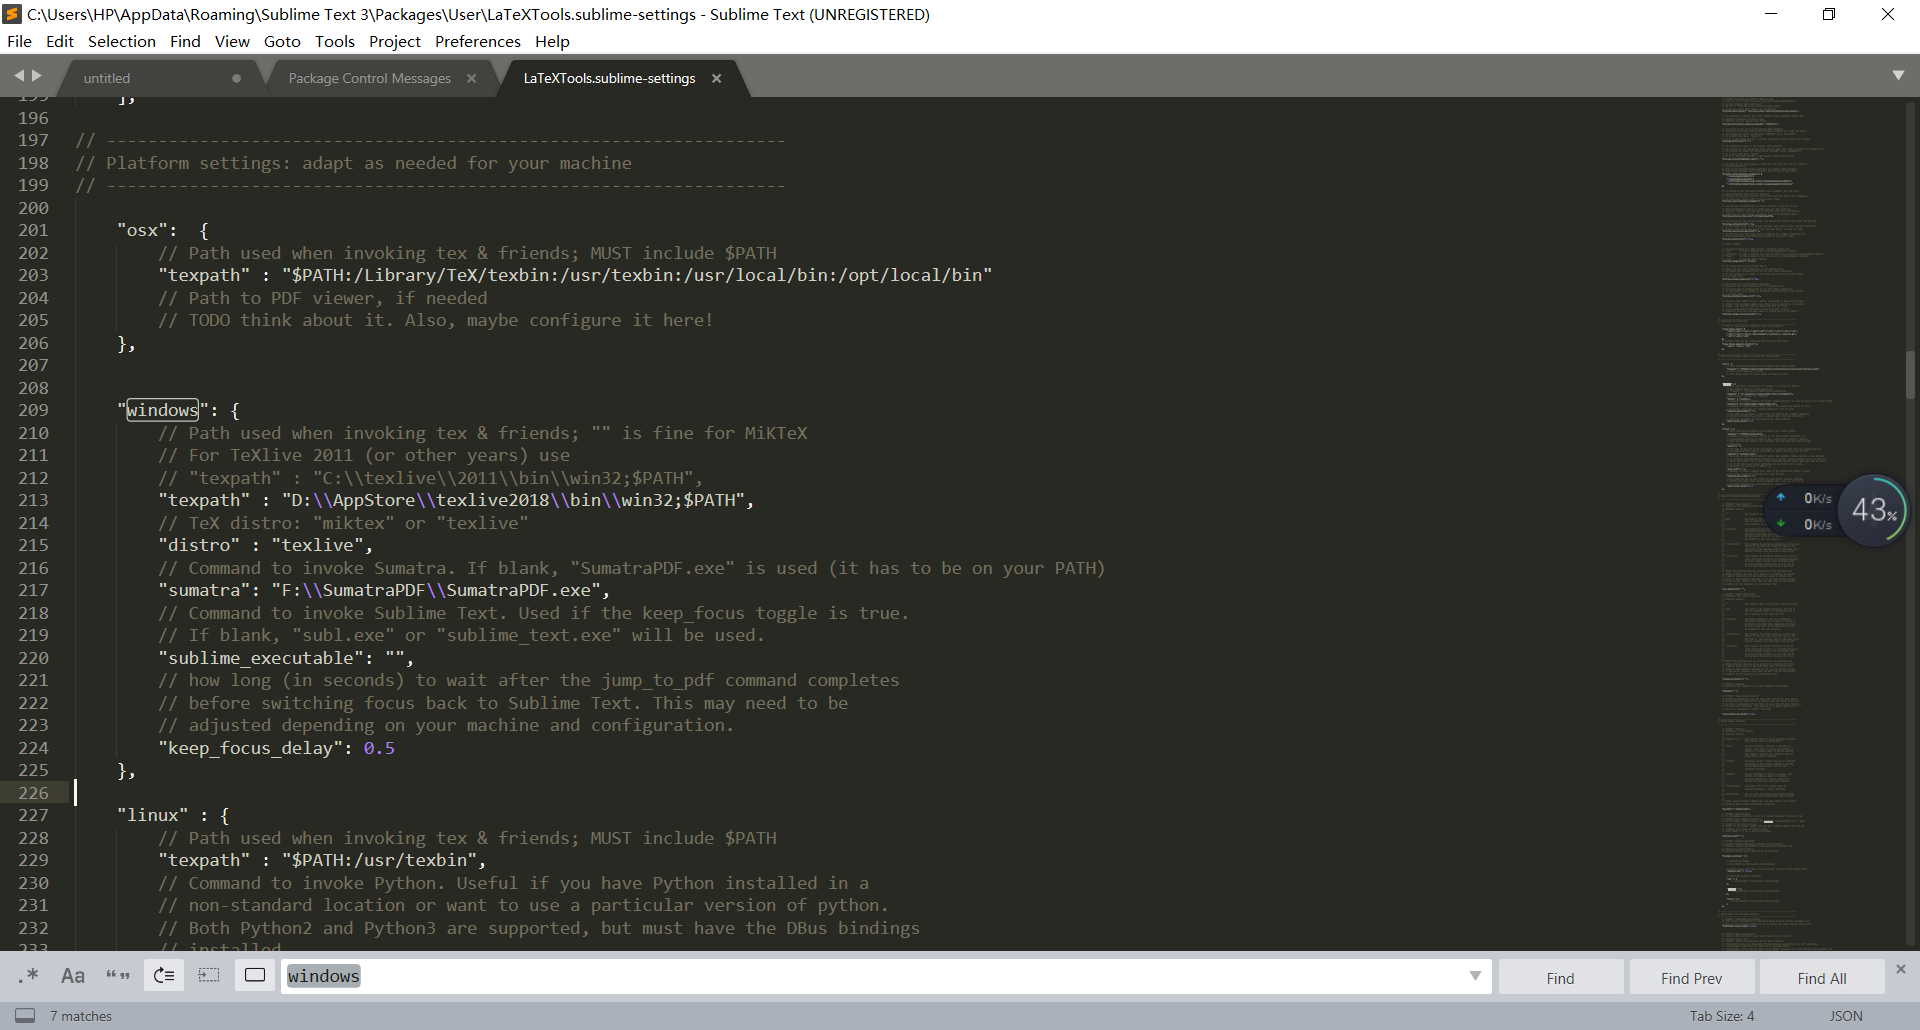 C:\Users\HP\AppData\Roaming\Sublime Text 3\Packages\User\LaTeXTools.sublime-settings - Sublime Text (UNREGISTERED)
File Edit Selection Find View Goto Tools Project Preferences Help
untitled Package Control Messages LaTeXTools.sublime-settings
195 ],
196
197 // ------------------------------------------------------------------
198 // Platform settings: adapt as needed for your machine
199 // ------------------------------------------------------------------
200
201 "osx":  {
202 // Path used when invoking tex & friends; MUST include $PATH
203 "texpath" : "$PATH:/Library/TeX/texbin:/usr/texbin:/usr/local/bin:/opt/local/bin"
204 // Path to PDF viewer, if needed
205 // TODO think about it. Also, maybe configure it here!
206 },
207
208
209 "windows": {
210 // Path used when invoking tex & friends; "" is fine for MiKTeX
211 // For TeXlive 2011 (or other years) use
212 // "texpath" : "C:\\texlive\\2011\\bin\\win32;$PATH",
213 "texpath" : "D:\\AppStore\\texlive2018\\bin\\win32;$PATH",
214 // TeX distro: "miktex" or "texlive"
215 "distro" : "texlive",
216 // Command to invoke Sumatra. If blank, "SumatraPDF.exe" is used (it has to be on your PATH)
217 "sumatra": "F:\\SumatraPDF\\SumatraPDF.exe",
218 // Command to invoke Sublime Text. Used if the keep_focus toggle is true.
219 // If blank, "subl.exe" or "sublime_text.exe" will be used.
220 "sublime_executable": "",
221 // how long (in seconds) to wait after the jump_to_pdf command completes
222 // before switching focus back to Sublime Text. This may need to be
223 // adjusted depending on your machine and configuration.
224 "keep_focus_delay": 0.5
225 },
226
227 "linux" : {
228 // Path used when invoking tex & friends; MUST include $PATH
229 "texpath" : "$PATH:/usr/texbin",
230 // Command to invoke Python. Useful if you have Python installed in a
231 // non-standard location or want to use a particular version of python.
232 // Both Python2 and Python3 are supported, but must have the DBus bindings
233 // installed
0K/s
0K/s
43%
.* Aa “” windows Find Find Prev Find All
7 matches Tab Size: 4 JSON